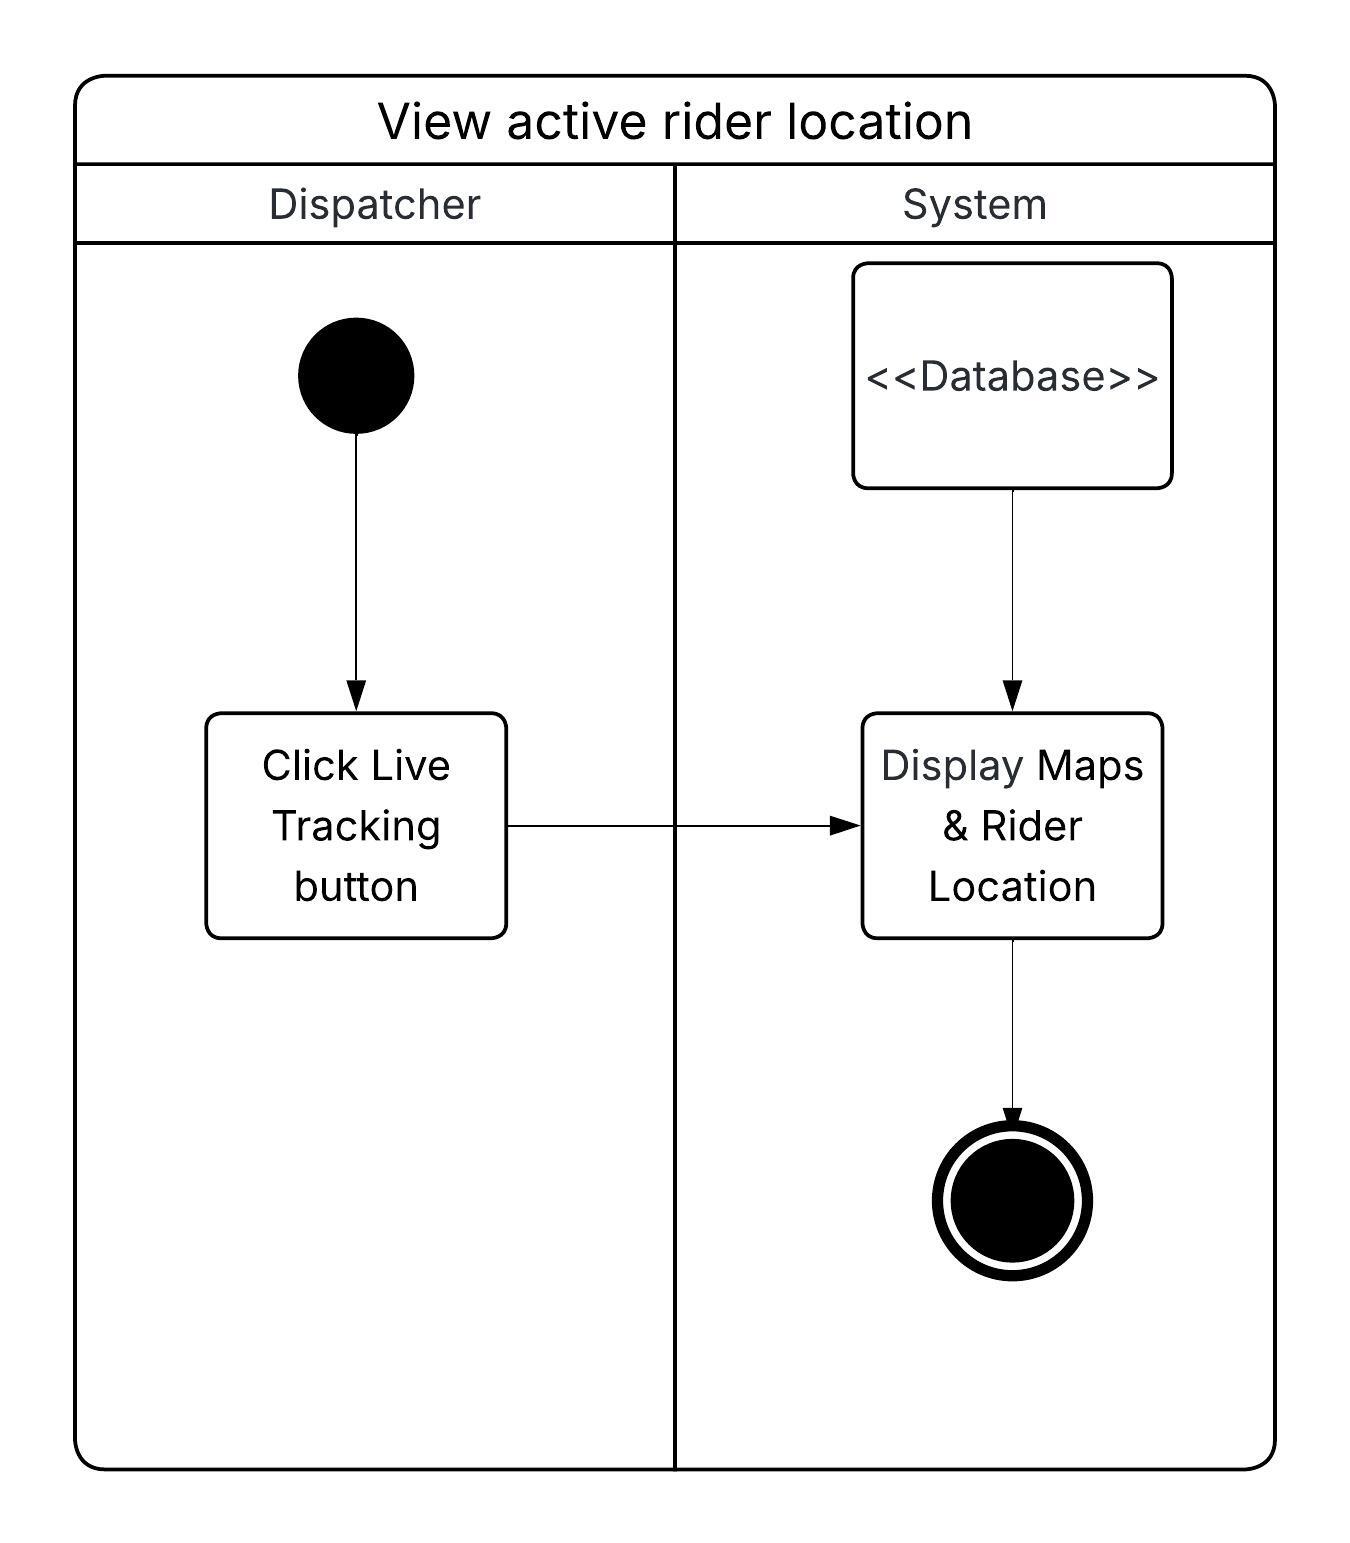 View active rider location
Dispatcher
System
<<Database>>
Click Live
Tracking
button
Display Maps
& Rider
Location